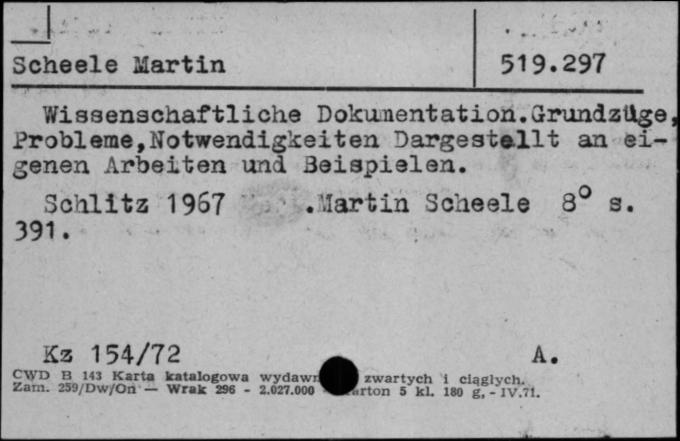 Scheele Martin 519.297
Wissenschaftliche Dokumentation.Grundzüge,
Probleme,Notwendigkeiten Dargestellt an ei-
genen Arbeiten und Beispielen.
Schlitz 1967 .Martin Scheele 8° s.
391.
Kz 154/72 A.
CWD B 143 Karta katalogowa zwartych i ciągłych.
Zam. 259/Dw/On — Wrak 296 - 2.027.000 5 kl. 180 g, - IV.71.